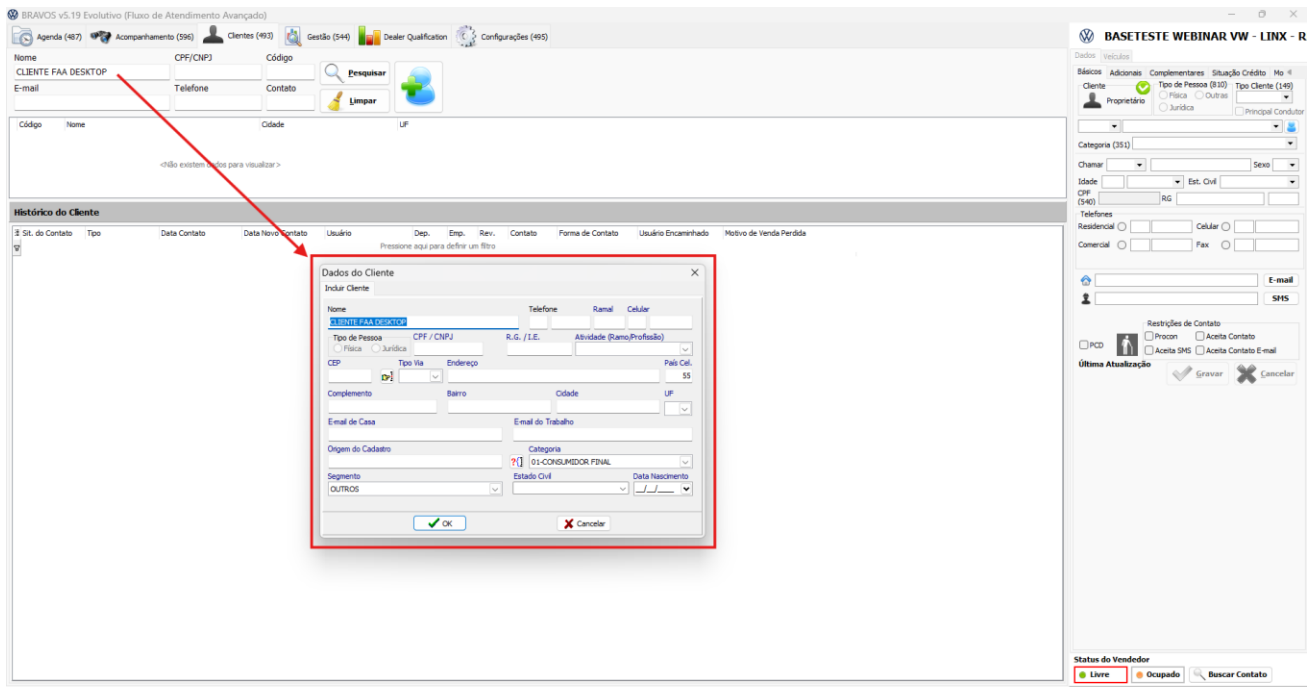 BRAVOS v5.19 Evolutivo (Fluxo de Atendimento Avançado)
Agenda (487) Acompanhamento (596) Clientes (493) Gestão (544) Dealer Qualification Configurações (495)
Nome CPF/CNPJ Código
CLIENTE FAA DESKTOP
Pesquisar
E-mail Telefone Contato
Limpar
Código Nome Cidade UF
<Não existem dados para visualizar>
Histórico do Cliente
Sit. do Contato Tipo Data Contato Data Novo Contato Usuário Dep. Emp. Rev. Contato Forma de Contato Usuário Encaminhado Motivo de Venda Perdida
Pressione aqui para definir um filtro
Dados do Cliente
Incluir Cliente
Nome Telefone Ramal Celular
CLIENTE FAA DESKTOP
Tipo de Pessoa CPF / CNPJ R.G. / I.E. Atividade (Ramo/Profissão)
Física Jurídica
CEP Tipo Via Endereço País Cel.
55
Complemento Bairro Cidade UF
E-mail de Casa E-mail do Trabalho
Origem do Cadastro Categoria
?{] 01-CONSUMIDOR FINAL
Segmento Estado Civil Data Nascimento
OUTROS __/__/____
OK Cancelar
BASETESTE WEBINAR VW - LINX - R
Dados Veículos
Básicos Adicionais Complementares Situação Crédito Mo
Cliente Tipo de Pessoa (810) Tipo Cliente (149)
Proprietário Física Outras
Jurídica Principal Condutor
Categoria (351)
Chamar Sexo
Idade Est. Civil
CPF (540) RG
Telefones
Residencial Celular
Comercial Fax
E-mail
SMS
Restrições de Contato
PCD Procon Aceita Contato
Aceita SMS Aceita Contato E-mail
Última Atualização
Gravar Cancelar
Status do Vendedor
Livre Ocupado Buscar Contato